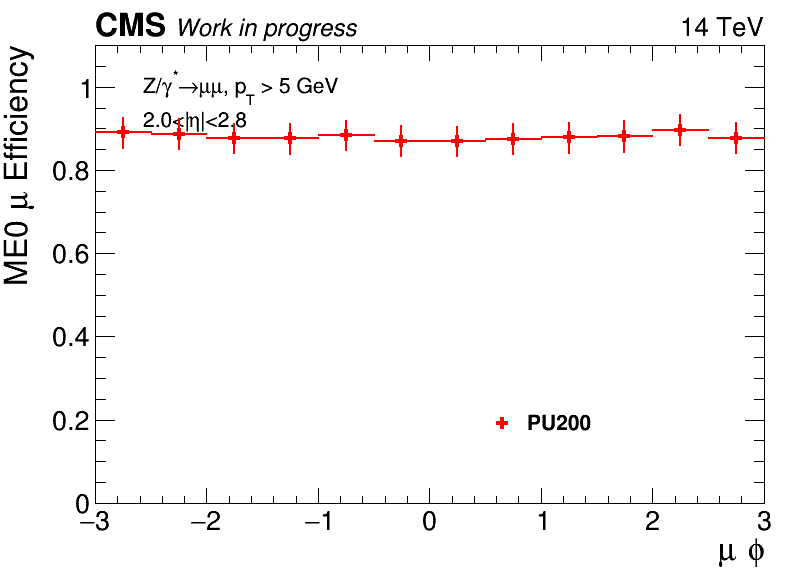 CMS Work in progress 14 TeV
ME0 μ Efficiency
Z/γ*→μμ, pT > 5 GeV
2.0<|η|<2.8
1
0.8
0.6
0.4
0.2
0
PU200
−3 −2 −1 0 1 2 3
μ ϕ